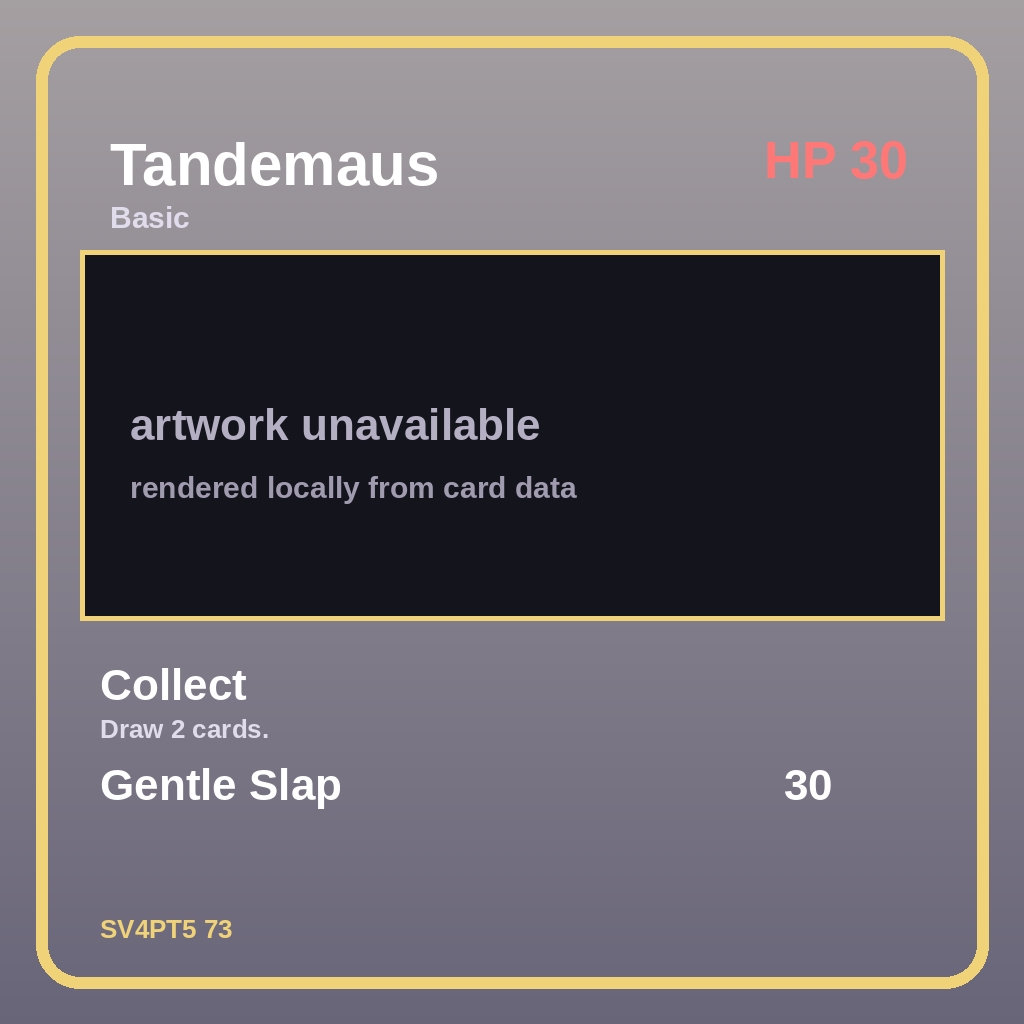 Tandemaus
HP 30
Basic
artwork unavailable
rendered locally from card data
Collect
Draw 2 cards.
Gentle Slap 30
SV4PT5 73